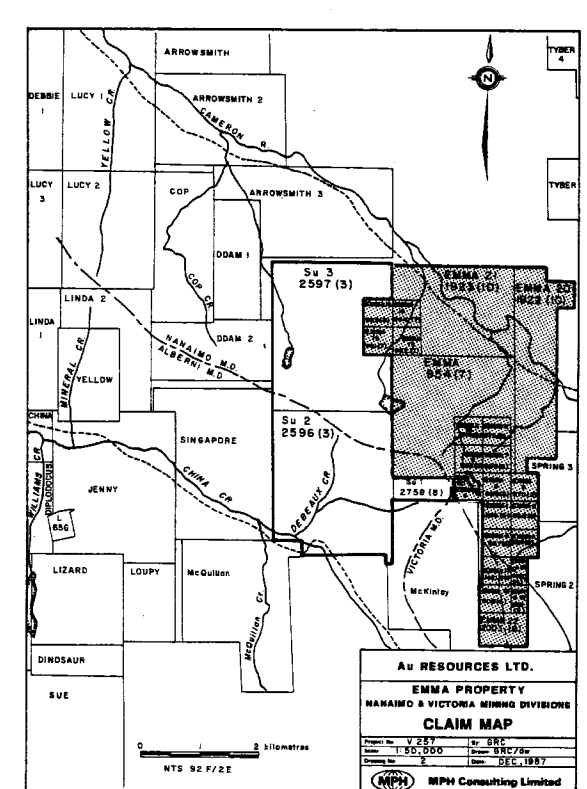 ARROWSMITH
TYBER
4
DEBBIE
1
LUCY 1
YELLOW CR.
ARROWSMITH 2
CAMERON R.
N
LUCY
3
LUCY 2
COP
ARROWSMITH 3
TYBER
DDAM 1
COP CR.
Su 3
2597 (3)
EMMA 21
1923 (10)
EMMA 20
1922 (10)
LINDA 2
LINDA
1
DDAM 2
NANAIMO M.D.
ALBERNI M.D.
EMMA
954 (7)
YELLOW
MINERAL CR.
CHINA
SINGAPORE
Su 2
2596 (3)
CHINA CR
DEBEAUX CR
SPRING 3
Su 1
2758 (8)
WILLIAMS CR.
DIPLODOCUS
JENNY
L
656
VICTORIA M.D.
LIZARD
LOUPY
McQuillan
McQuillan Cr.
McKinley
SPRING 2
DINOSAUR
SUE
Au RESOURCES LTD.
EMMA PROPERTY
NANAIMO & VICTORIA MINING DIVISIONS
CLAIM MAP
Project No V 257 By GRC
Scale 1:50,000 Drawn GRC/dw
Drawing No 2 Date DEC, 1987
0 1 2 kilometres
NTS 92 F/2E
MPH MPH Consulting Limited